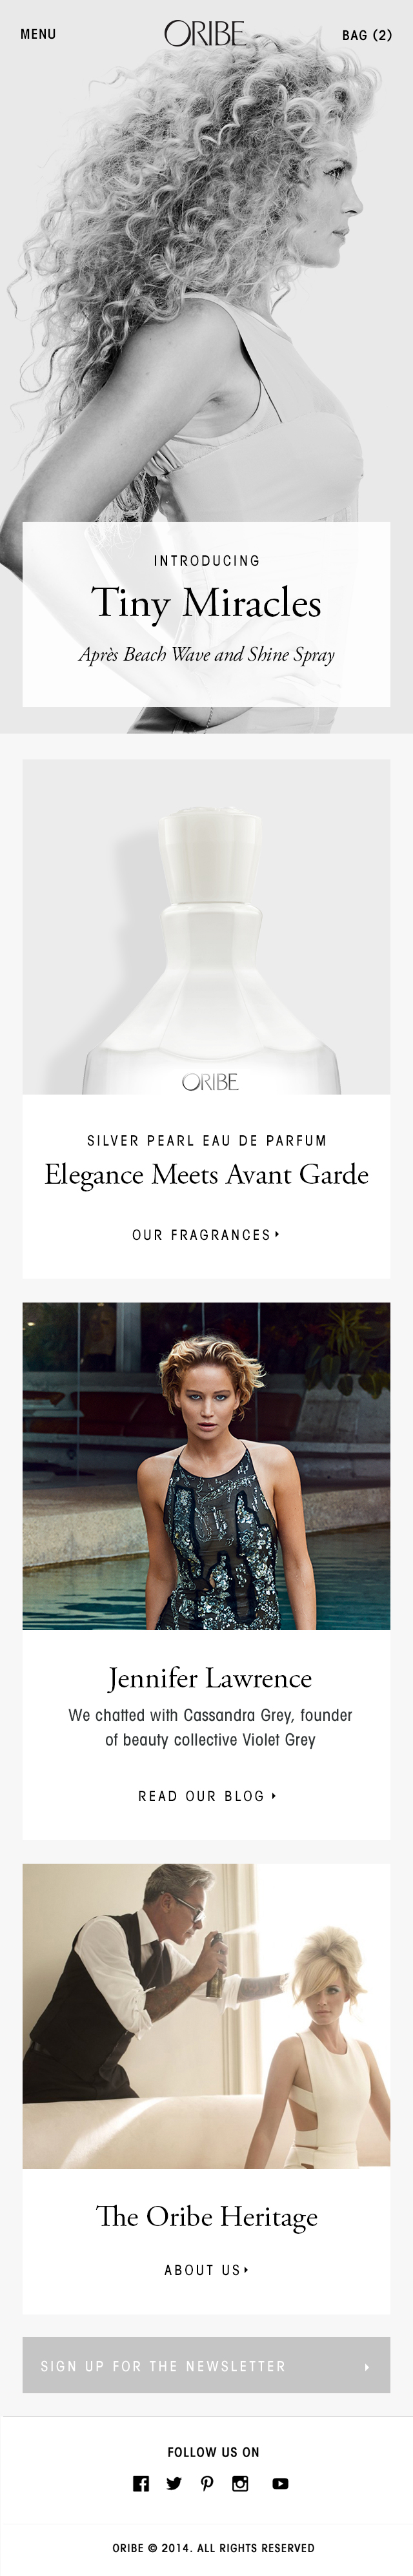 MENU
ORIBE
BAG (2)
INTRODUCING
Tiny Miracles
Après Beach Wave and Shine Spray
ORIBE
SILVER PEARL EAU DE PARFUM
Elegance Meets Avant Garde
OUR FRAGRANCES
Jennifer Lawrence
We chatted with Cassandra Grey, founder
of beauty collective Violet Grey
READ OUR BLOG
The Oribe Heritage
ABOUT US
SIGN UP FOR THE NEWSLETTER
FOLLOW US ON
ORIBE © 2014. ALL RIGHTS RESERVED